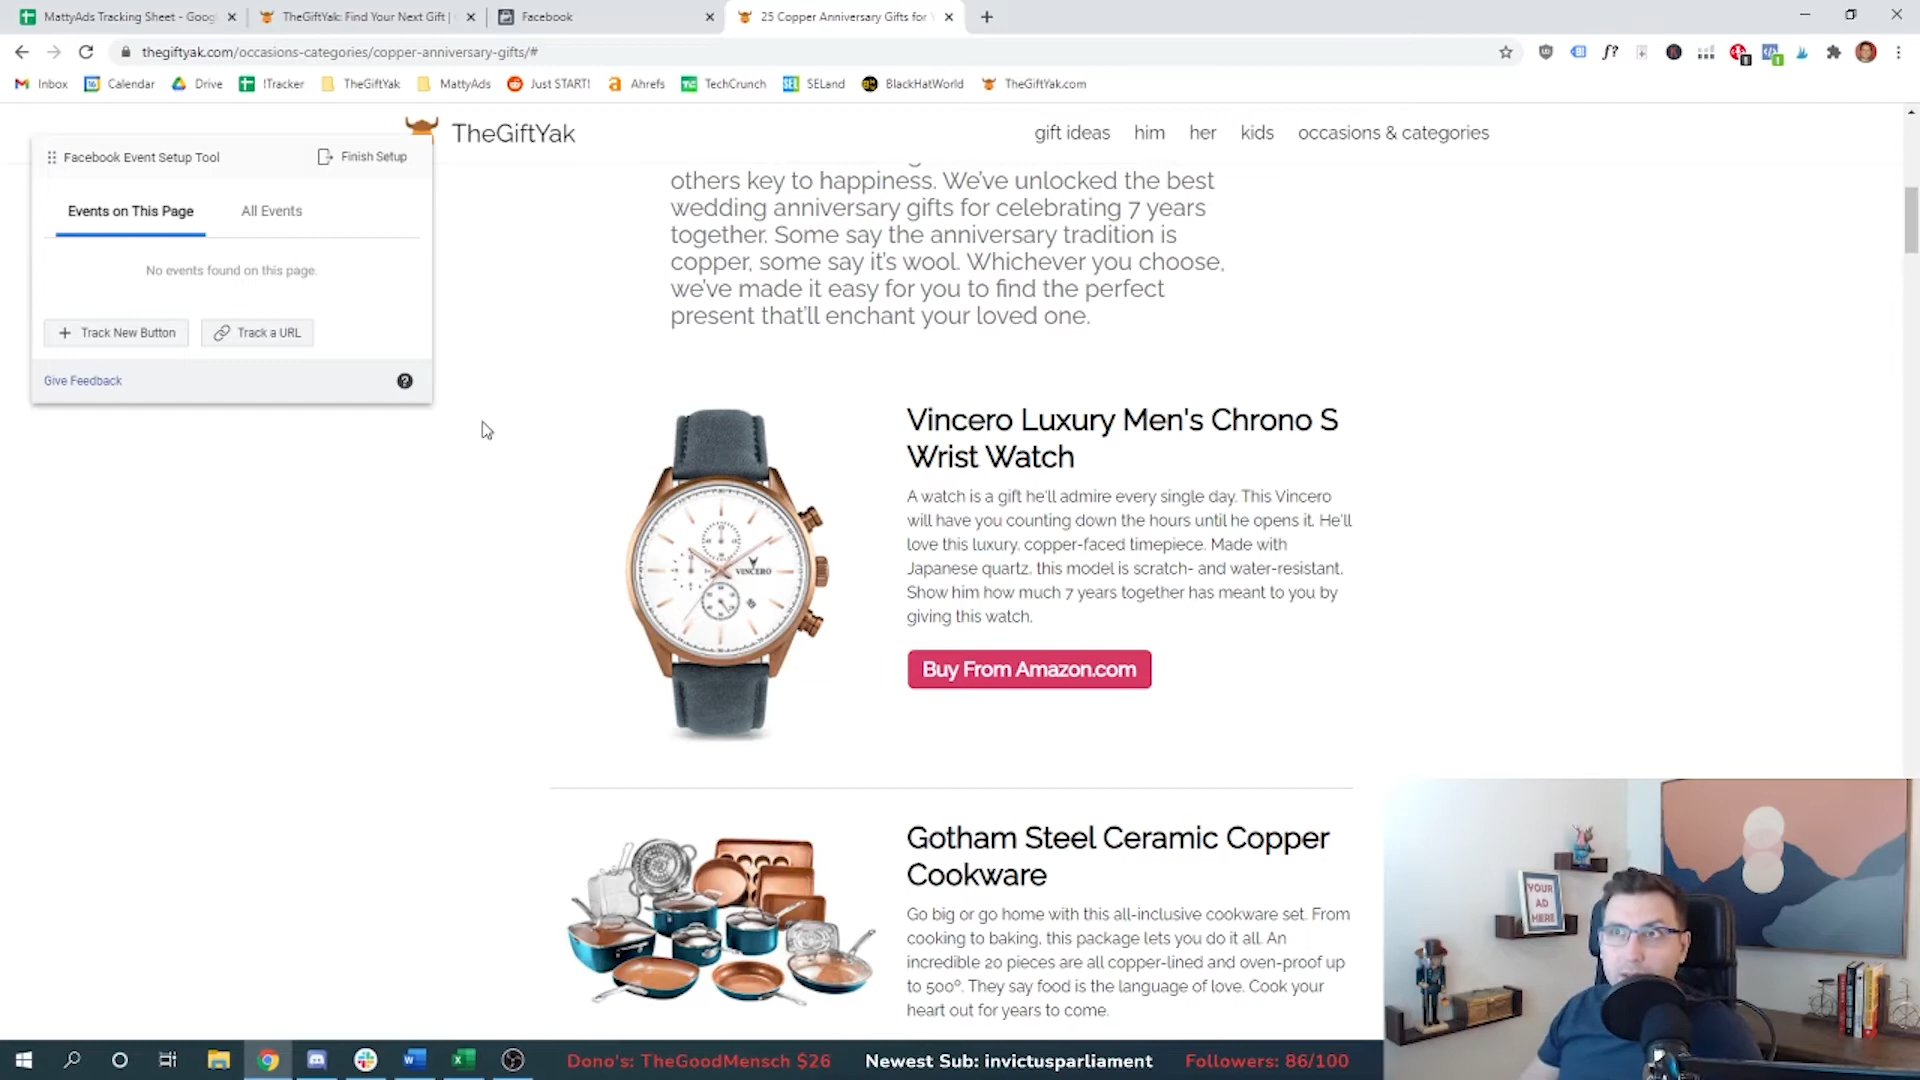 MattyAds Tracking Sheet - Goog
TheGiftYak: Find Your Next Gift |
Facebook
25 Copper Anniversary Gifts for
thegiftyak.com/occasions-categories/copper-anniversary-gifts/#
Inbox
Calendar
Drive
!Tracker
TheGiftYak
MattyAds
Just START!
Ahrefs
TechCrunch
SELand
BlackHatWorld
TheGiftYak.com
TheGiftYak
gift ideas
him
her
kids
occasions & categories
Facebook Event Setup Tool
Finish Setup
Events on This Page
All Events
No events found on this page.
Track New Button
Track a URL
Give Feedback
others key to happiness. We've unlocked the best
wedding anniversary gifts for celebrating 7 years
together. Some say the anniversary tradition is
copper, some say it's wool. Whichever you choose,
we've made it easy for you to find the perfect
present that'll enchant your loved one.
VINCERO
Vincero Luxury Men's Chrono S
Wrist Watch
A watch is a gift he'll admire every single day. This Vincero
will have you counting down the hours until he opens it. He'll
love this luxury, copper-faced timepiece. Made with
Japanese quartz, this model is scratch- and water-resistant.
Show him how much 7 years together has meant to you by
giving this watch.
Buy From Amazon.com
Gotham Steel Ceramic Copper
Cookware
Go big or go home with this all-inclusive cookware set. From
cooking to baking, this package lets you do it all. An
incredible 20 pieces are all copper-lined and oven-proof up
to 500º. They say food is the language of love. Cook your
heart out for years to come.
YOUR
AD
HERE
Dono's: TheGoodMensch $26
Newest Sub: invictusparliament
Followers: 86/100